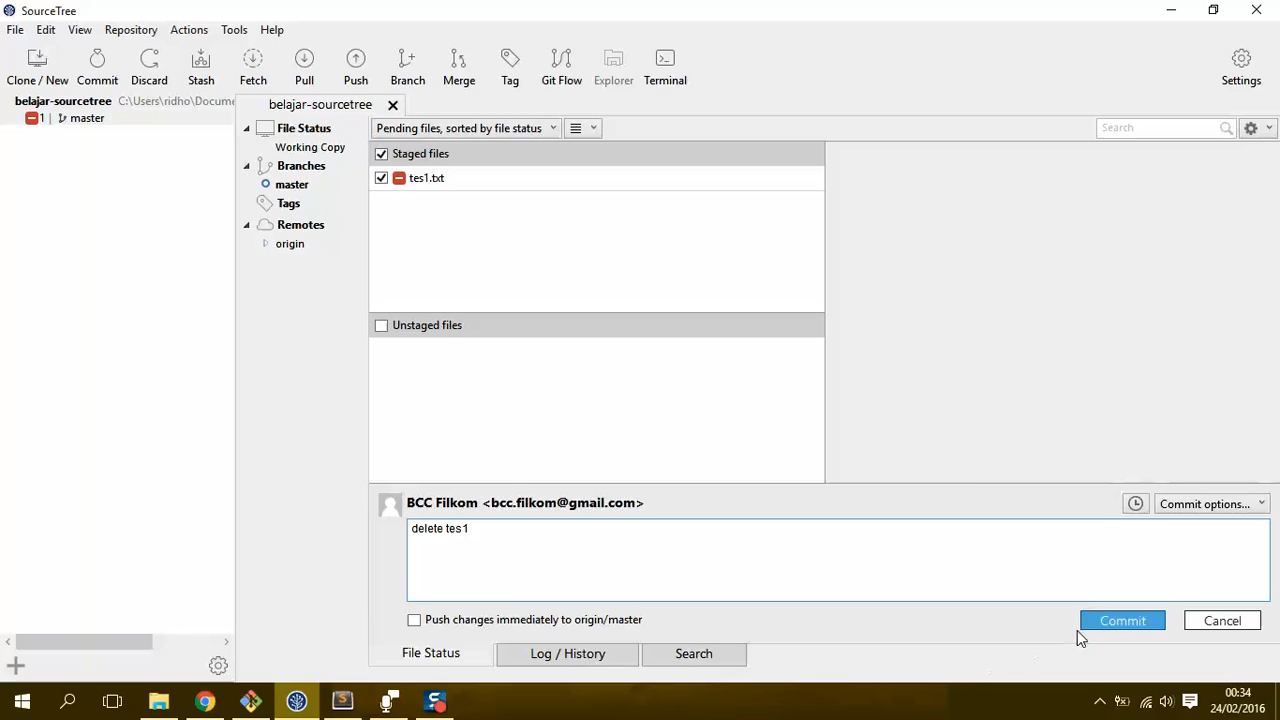 SourceTree
File Edit View Repository Actions Tools Help
Clone / New Commit Discard Stash Fetch Pull Push Branch Merge Tag Git Flow Explorer Terminal Settings
belajar-sourcetree C:\Users\ridho\Docume
1 master
belajar-sourcetree
File Status
Working Copy
Branches
master
Tags
Remotes
origin
Pending files, sorted by file status
Search
Staged files
tes1.txt
Unstaged files
BCC Filkom <bcc.filkom@gmail.com>
Commit options...
delete tes1
Push changes immediately to origin/master
Commit Cancel
File Status Log / History Search
00:34
24/02/2016